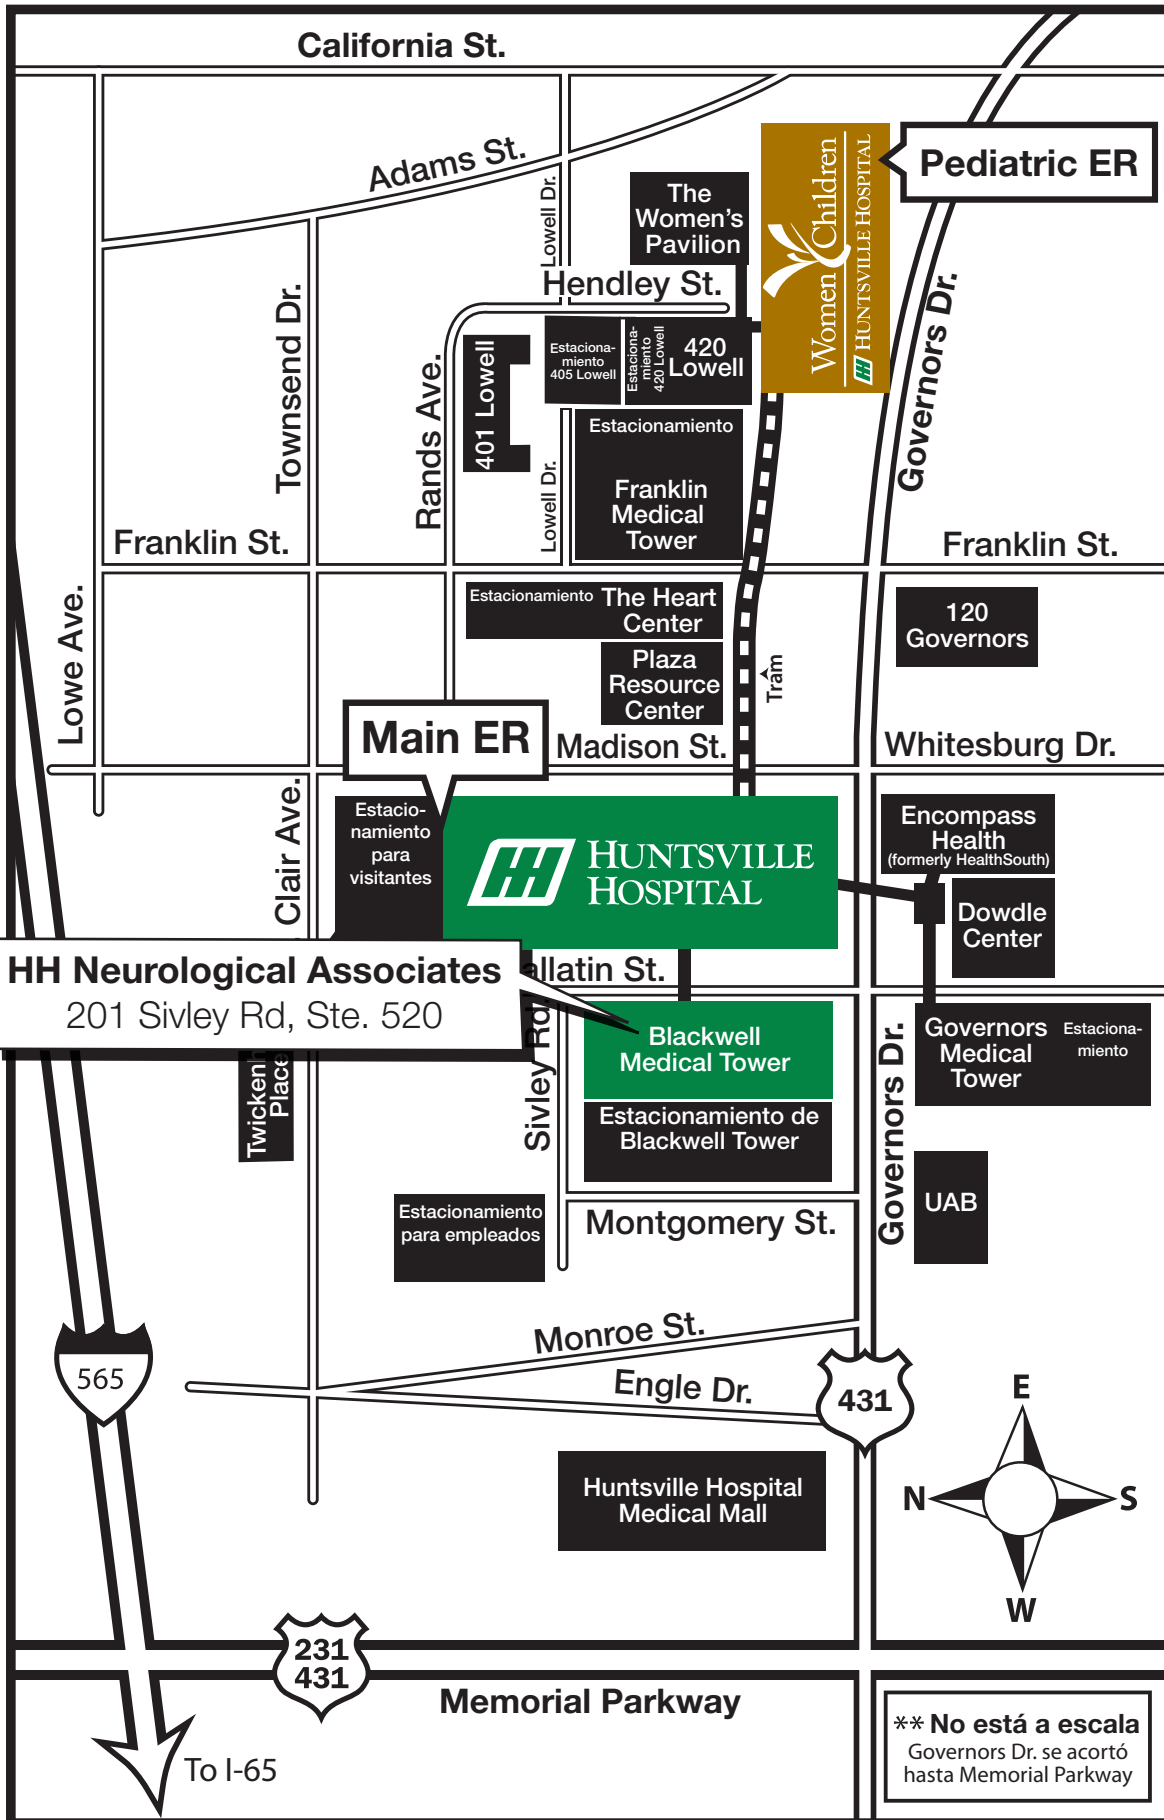 California St.
Adams St.
Lowell Dr.
The
Women's
Pavilion
Women & Children
HUNTSVILLE HOSPITAL
Pediatric ER
Hendley St.
Townsend Dr.
Rands Ave.
401 Lowell
Estaciona-
miento
405 Lowell
Estaciona-
miento
420 Lowell
420
Lowell
Governors Dr.
Lowell Dr.
Estacionamiento
Franklin
Medical
Tower
Franklin St.
Franklin St.
Lowe Ave.
Estacionamiento
The Heart
Center
120
Governors
Plaza
Resource
Center
Tram
Main ER
Madison St.
Whitesburg Dr.
Clair Ave.
Estacio-
namiento
para
visitantes
HUNTSVILLE
HOSPITAL
Encompass
Health
(formerly HealthSouth)
Dowdle
Center
HH Neurological Associates
201 Sivley Rd, Ste. 520
allatin St.
Sivley Rd.
Blackwell
Medical Tower
Governors Dr.
Governors
Medical
Tower
Estaciona-
miento
Place
Estacionamiento de
Blackwell Tower
UAB
Estacionamiento
para empleados
Montgomery St.
Monroe St.
Engle Dr.
565
431
E
N
S
W
Huntsville Hospital
Medical Mall
231
431
Memorial Parkway
To I-65
** No está a escala
Governors Dr. se acortó
hasta Memorial Parkway